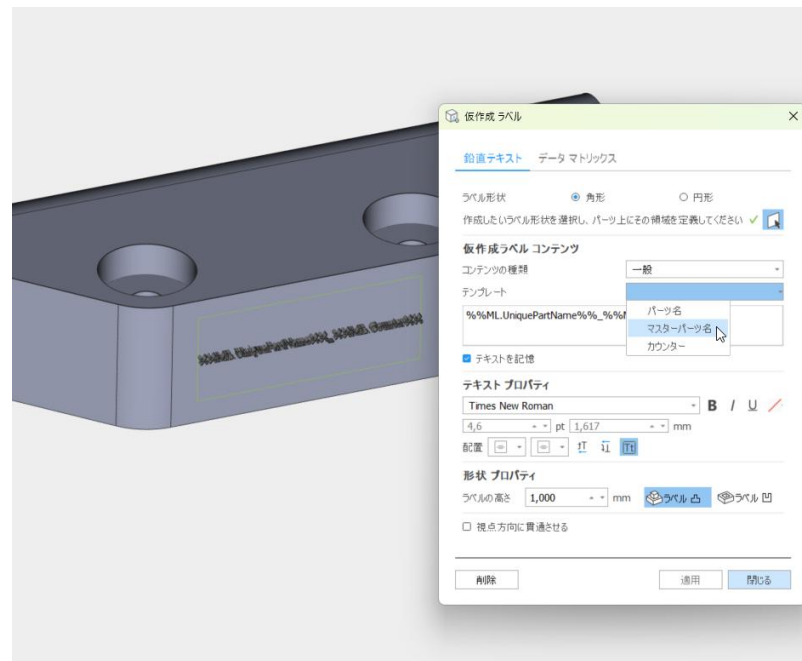 仮作成 ラベル
鉛直テキスト データ マトリックス
ラベル形状 角形 円形
作成したいラベル形状を選択し、パーツ上にその領域を定義してください
仮作成ラベル コンテンツ
コンテンツの種類 一般
テンプレート
パーツ名
%%ML.UniquePartName%%_%%M
マスターパーツ名
カウンター
テキストを記憶
テキスト プロパティ
Times New Roman B I U
4,6 pt 1,617 mm
配置
形状 プロパティ
ラベルの高さ 1,000 mm ラベル 凸 ラベル 凹
視点方向に貫通させる
削除 適用 閉じる